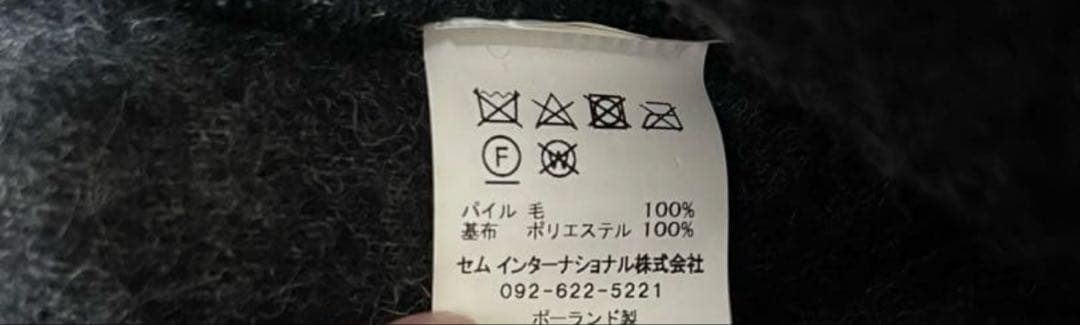 F W
パイル 毛 100%
基布 ポリエステル 100%
セム インターナショナル株式会社
092-622-5221
ポーランド製